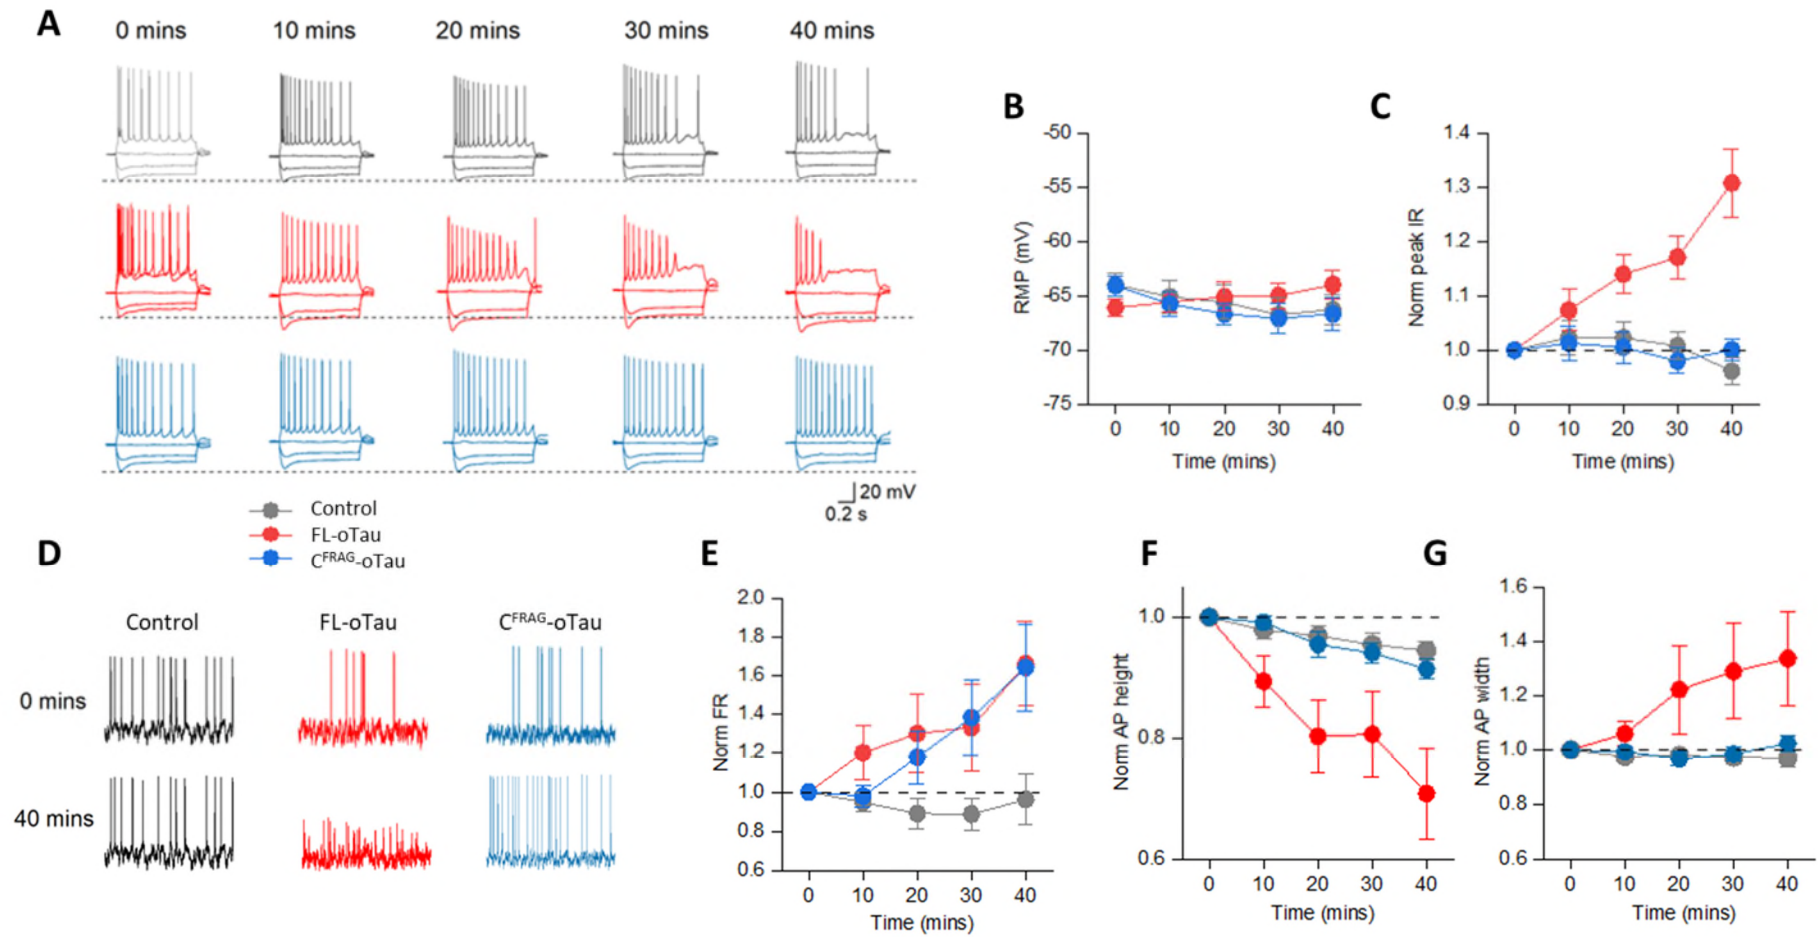 A
0 mins 10 mins 20 mins 30 mins 40 mins
20 mV
0.2 s
Control
FL-oTau
CFRAG-oTau
B
-50
-55
-60
-65
-70
-75
RMP (mV)
0 10 20 30 40
Time (mins)
C
1.4
1.3
1.2
1.1
1.0
0.9
Norm peak IR
0 10 20 30 40
Time (mins)
D
Control FL-oTau CFRAG-oTau
0 mins
40 mins
E
2.0
1.8
1.6
1.4
1.2
1.0
0.8
0.6
Norm FR
0 10 20 30 40
Time (mins)
F
1.0
0.8
0.6
Norm AP height
0 10 20 30 40
Time (mins)
G
1.6
1.4
1.2
1.0
0.8
0.6
Norm AP width
0 10 20 30 40
Time (mins)